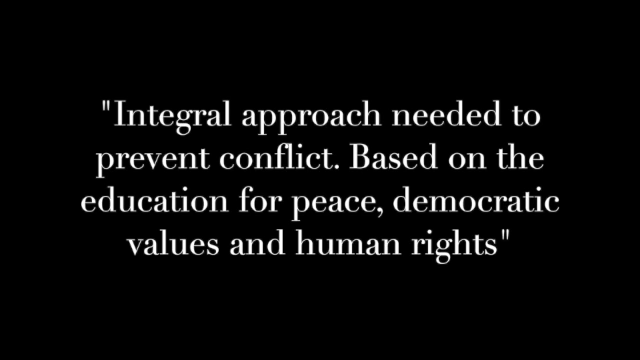 "Integral approach needed to
prevent conflict. Based on the
education for peace, democratic
values and human rights"